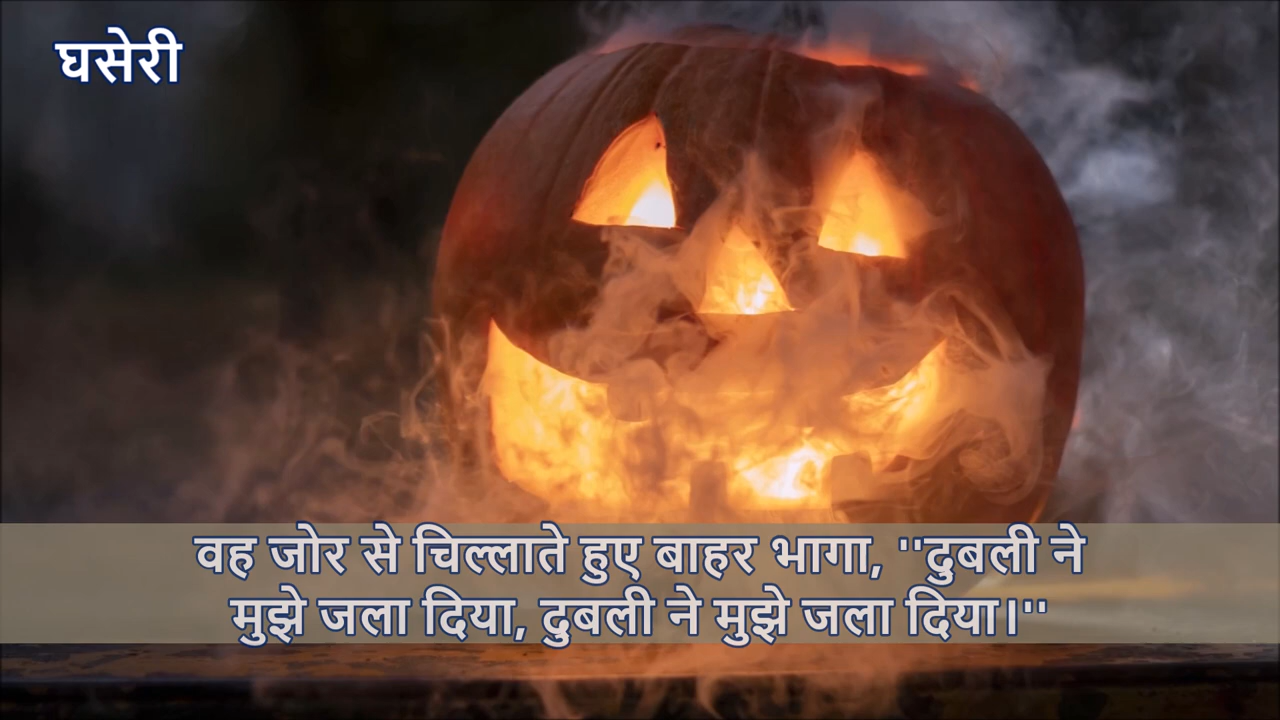 घसेरी
वह जोर से चिल्लाते हुए बाहर भागा, ''दुबली ने
मुझे जला दिया, दुबली ने मुझे जला दिया।''